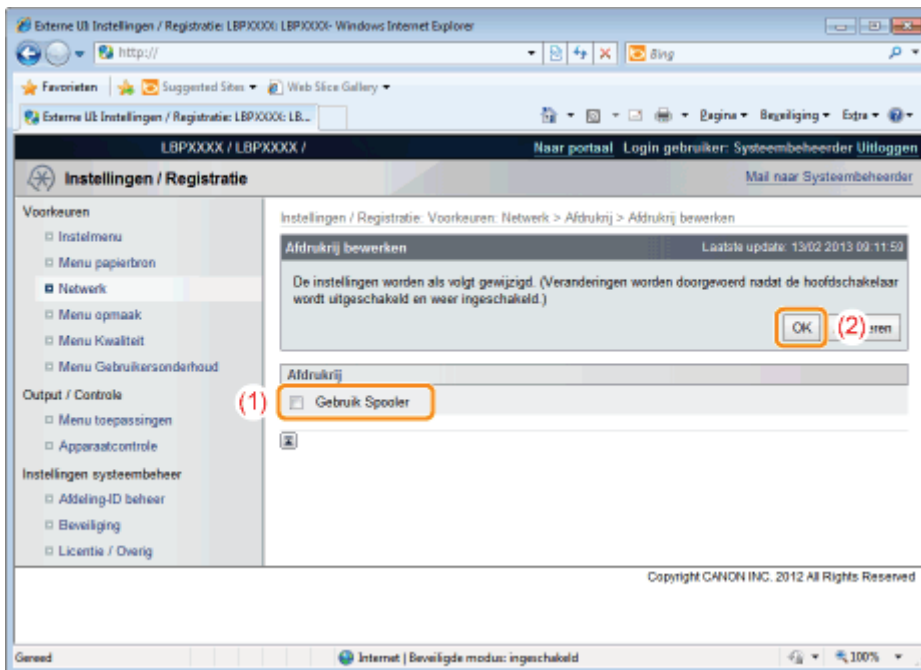 Externe UI: Instellingen / Registratie: LBPXXXX: LBPXXXX- Windows Internet Explorer
http://
Bing
Favorieten Suggested Sites Web Slice Gallery
Externe UI: Instellingen / Registratie: LBPXXXX: LB...
Pagina Beveiliging Extra
LBPXXXX / LBPXXXX /
Naar portaal Login gebruiker: Systeembeheerder Uitloggen
Instellingen / Registratie
Mail naar Systeembeheerder
Voorkeuren
Instelmenu
Menu papierbron
Netwerk
Menu opmaak
Menu Kwaliteit
Menu Gebruikersonderhoud
Output / Controle
Menu toepassingen
Apparaatcontrole
Instellingen systeembeheer
Afdeling-ID beheer
Beveiliging
Licentie / Overig
Instellingen / Registratie: Voorkeuren: Netwerk > Afdrukrij > Afdrukrij bewerken
Afdrukrij bewerken
Laatste update: 13/02 2013 09:11:59
De instellingen worden als volgt gewijzigd. (Veranderingen worden doorgevoerd nadat de hoofdschakelaar
wordt uitgeschakeld en weer ingeschakeld.)
OK (2) eren
Afdrukrij
(1) Gebruik Spooler
Copyright CANON INC. 2012 All Rights Reserved
Gereed
Internet | Beveiligde modus: ingeschakeld
100%